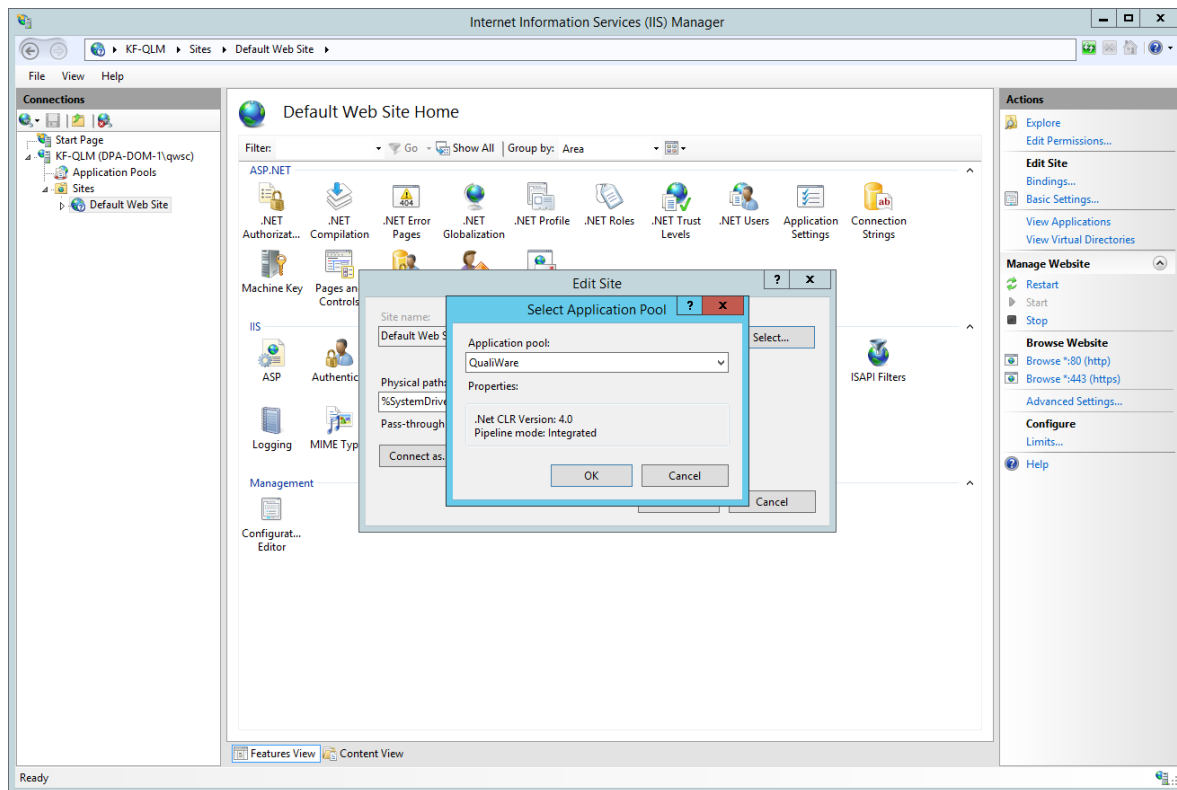 Internet Information Services (IIS) Manager
KF-QLM Sites Default Web Site
File View Help
Connections
Start Page
KF-QLM (DPA-DOM-1\qwsc)
Application Pools
Sites
Default Web Site
Default Web Site Home
Filter: Go Show All Group by: Area
ASP.NET
.NET Authorizat...
.NET Compilation
.NET Error Pages
.NET Globalization
.NET Profile
.NET Roles
.NET Trust Levels
.NET Users
Application Settings
Connection Strings
Machine Key
Pages an
Controls
IIS
ASP
Authentic
ISAPI Filters
Logging
MIME Typ
Management
Configurat...
Editor
Features View Content View
Edit Site
? x
Site name:
Default Web S
Select...
Physical path:
%SystemDrive
Pass-through
Connect as.
Cancel
Select Application Pool
? x
Application pool:
QualiWare
Properties:
.Net CLR Version: 4.0
Pipeline mode: Integrated
OK Cancel
Actions
Explore
Edit Permissions...
Edit Site
Bindings...
Basic Settings...
View Applications
View Virtual Directories
Manage Website
Restart
Start
Stop
Browse Website
Browse *:80 (http)
Browse *:443 (https)
Advanced Settings...
Configure
Limits...
Help
Ready